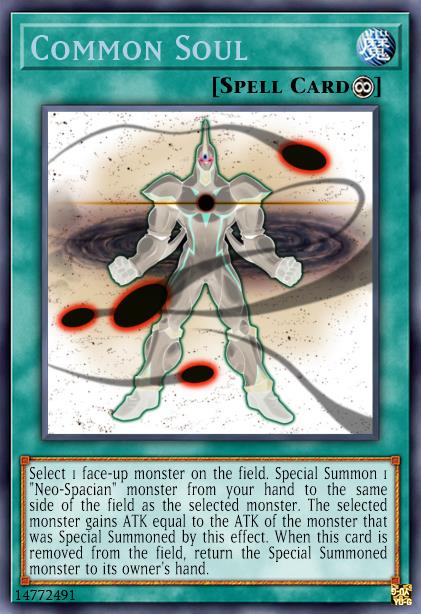 Common Soul
魔
[Spell Card∞]
Select 1 face-up monster on the field. Special Summon 1
"Neo-Spacian" monster from your hand to the same
side of the field as the selected monster. The selected
monster gains ATK equal to the ATK of the monster that
was Special Summoned by this effect. When this card is
removed from the field, return the Special Summoned
monster to its owner's hand.
14772491